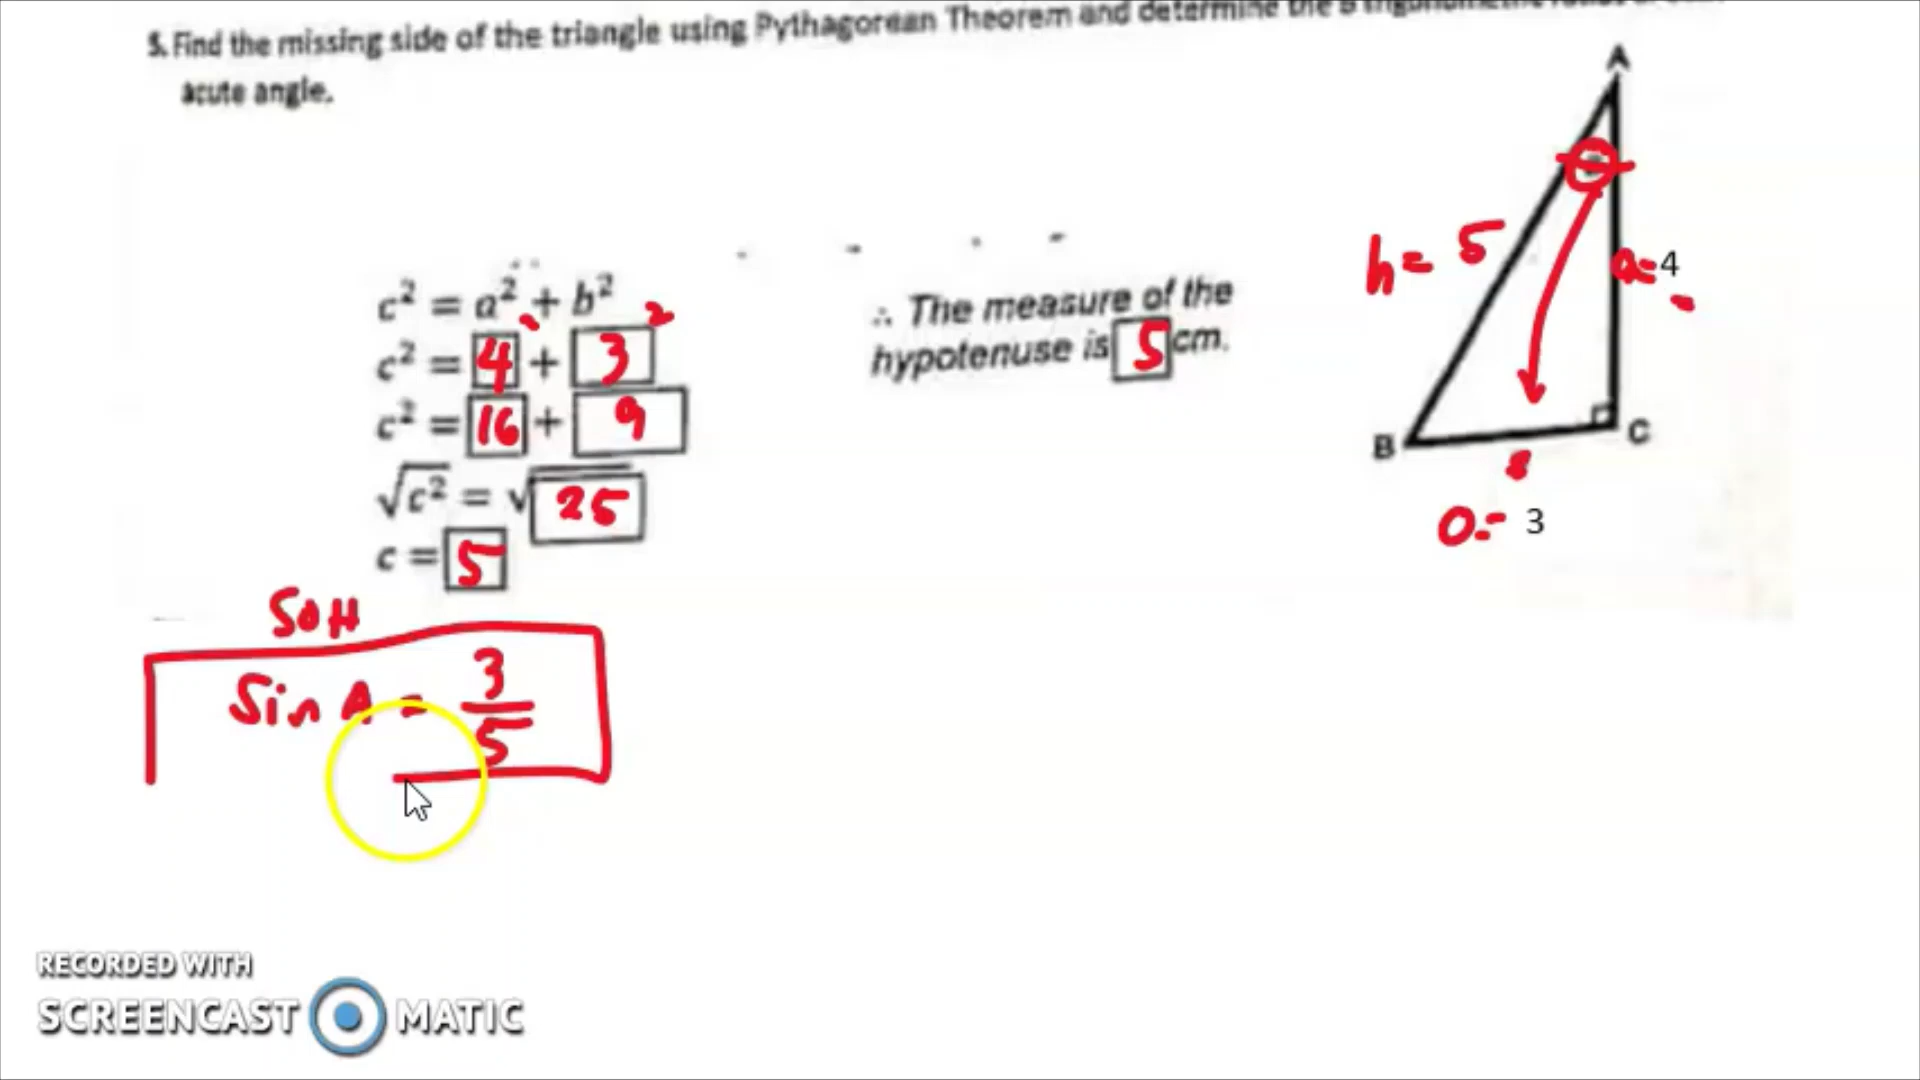 5. Find the missing side of the triangle using Pythagorean Theorem and determine the
acute angle.
A
c² = a² + b²
c² = 4² + 3²
c² = 16 + 9
√c² = √25
c = 5
∴ The measure of the
hypotenuse is 5 cm.
h = 5
a = 4
B
C
o = 3
SOH
Sin A = 3/5
RECORDED WITH
SCREENCAST MATIC